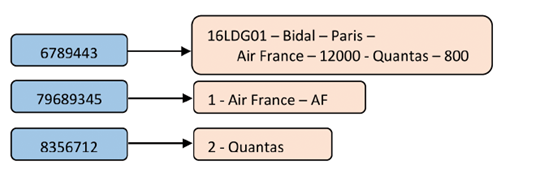 6789443
16LDG01 – Bidal – Paris –
Air France – 12000 - Quantas – 800
79689345
1 - Air France – AF
8356712
2 - Quantas